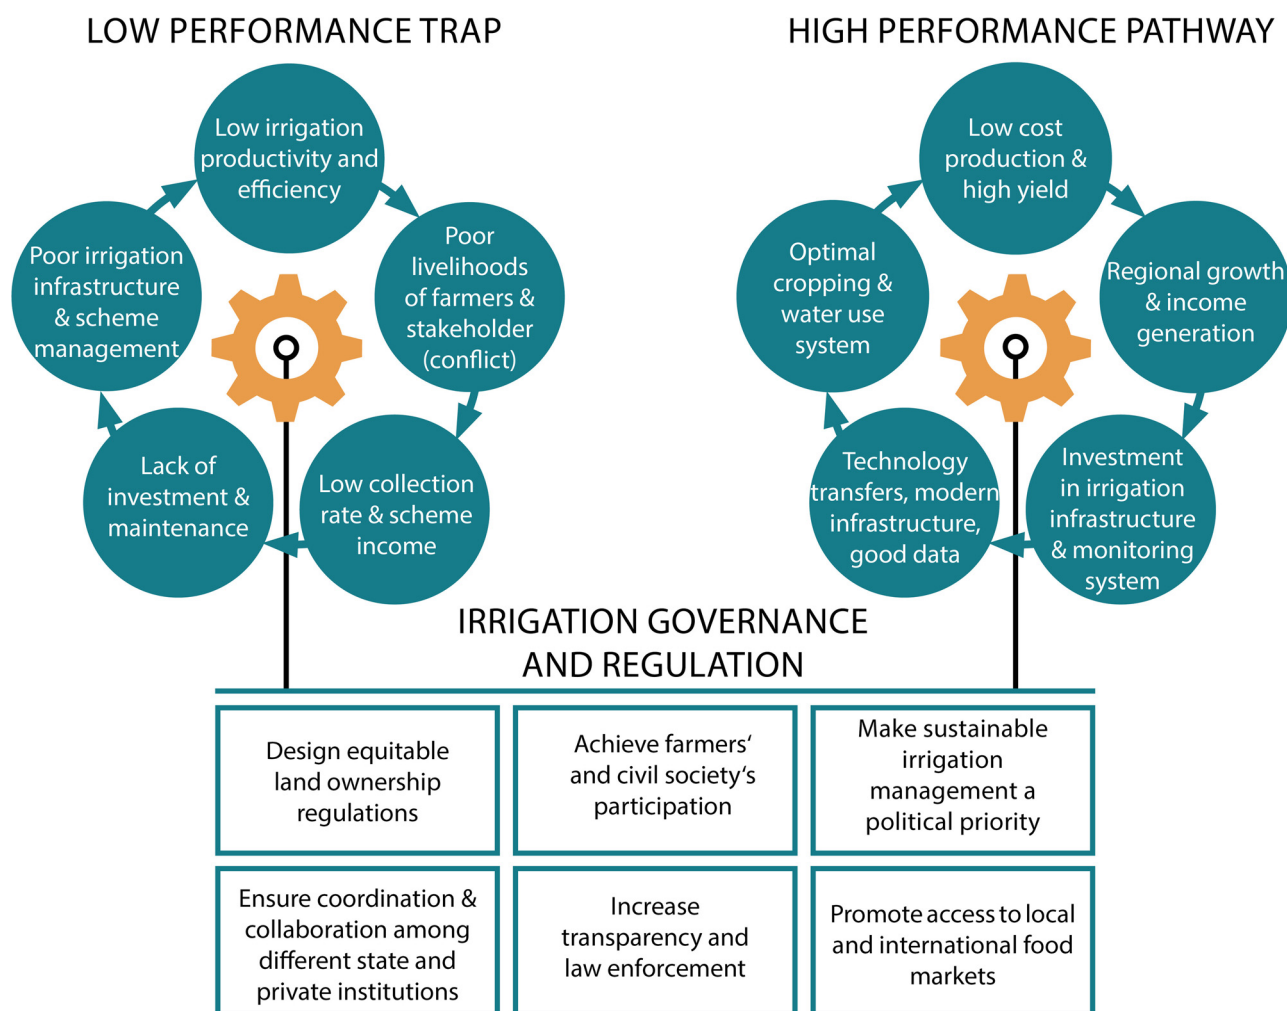 LOW PERFORMANCE TRAP
Low irrigation
productivity and
efficiency
Poor
livelihoods
of farmers &
stakeholder
(conflict)
Low collection
rate & scheme
income
Lack of
investment &
maintenance
Poor irrigation
infrastructure
& scheme
management
HIGH PERFORMANCE PATHWAY
Low cost
production &
high yield
Regional growth
& income
generation
Investment
in irrigation
infrastructure
& monitoring
system
Technology
transfers, modern
infrastructure,
good data
Optimal
cropping &
water use
system
IRRIGATION GOVERNANCE
AND REGULATION
Design equitable
land ownership
regulations
Achieve farmers‘
and civil society‘s
participation
Make sustainable
irrigation
management a
political priority
Ensure coordination &
collaboration among
different state and
private institutions
Increase
transparency and
law enforcement
Promote access to local
and international food
markets